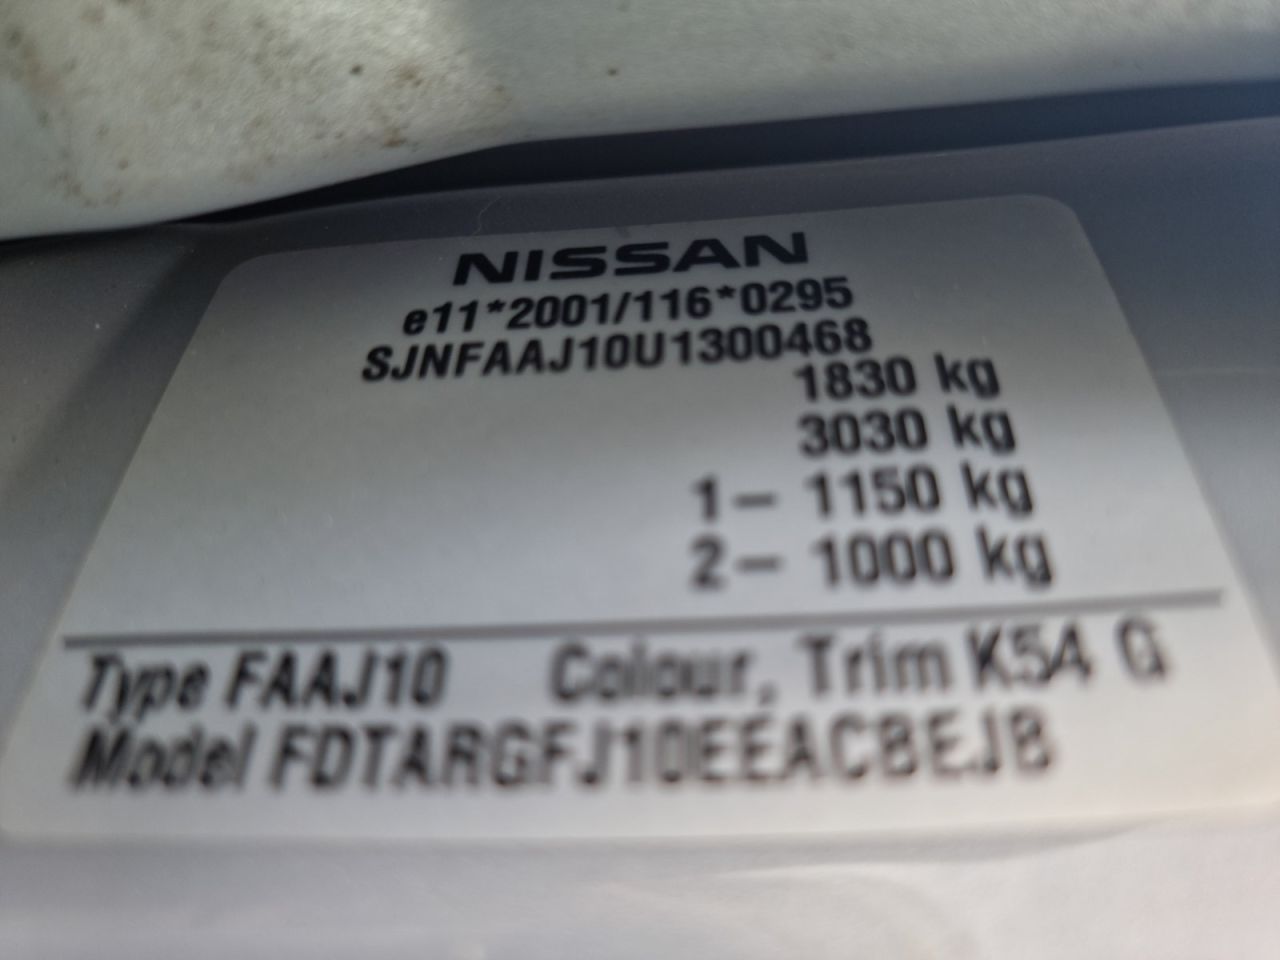 NISSAN
e11*2001/116*0295
SJNFAAJ10U1300468
1830 kg
3030 kg
1– 1150 kg
2– 1000 kg
Type FAAJ10 Colour, Trim K54 G
Model FDTARGFJ10EEACBEJB